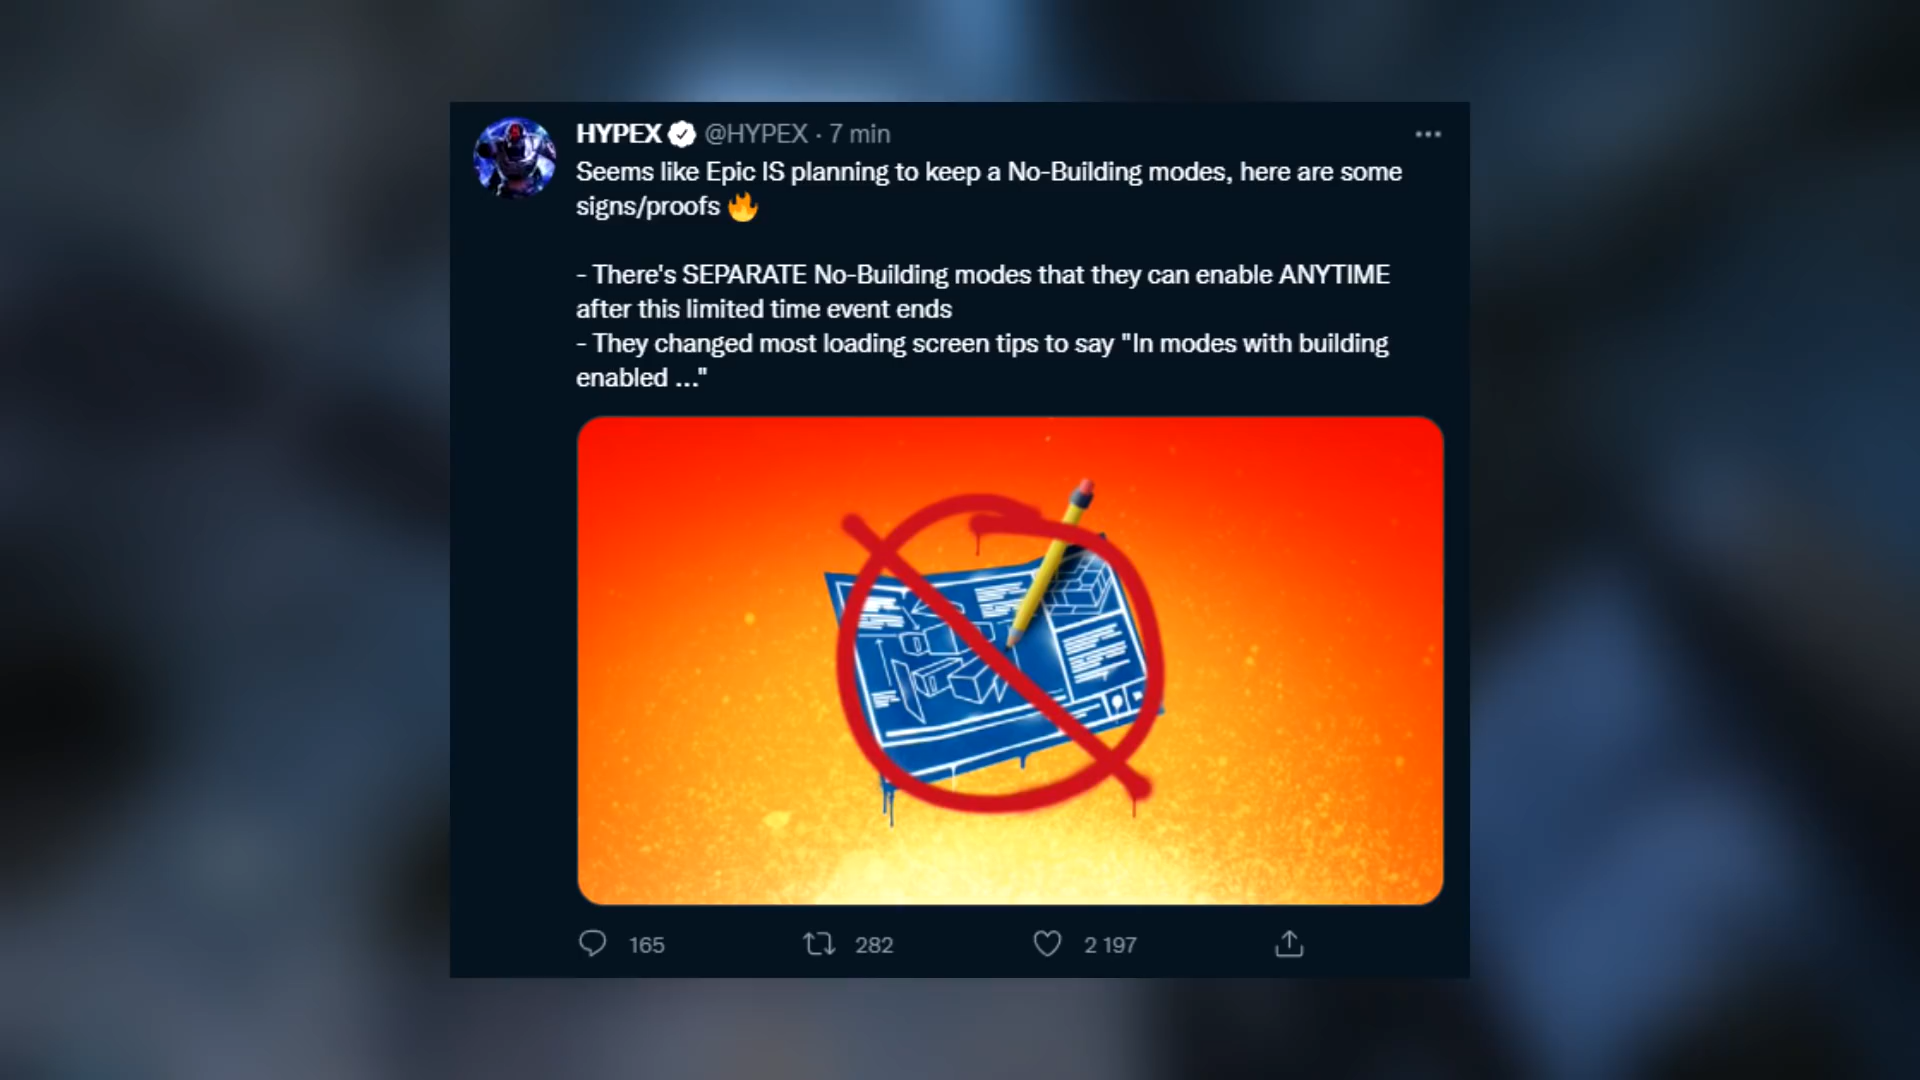 HYPEX @HYPEX · 7 min
Seems like Epic IS planning to keep a No-Building modes, here are some
signs/proofs 🔥
- There's SEPARATE No-Building modes that they can enable ANYTIME
after this limited time event ends
- They changed most loading screen tips to say "In modes with building
enabled ..."
165 282 2 197